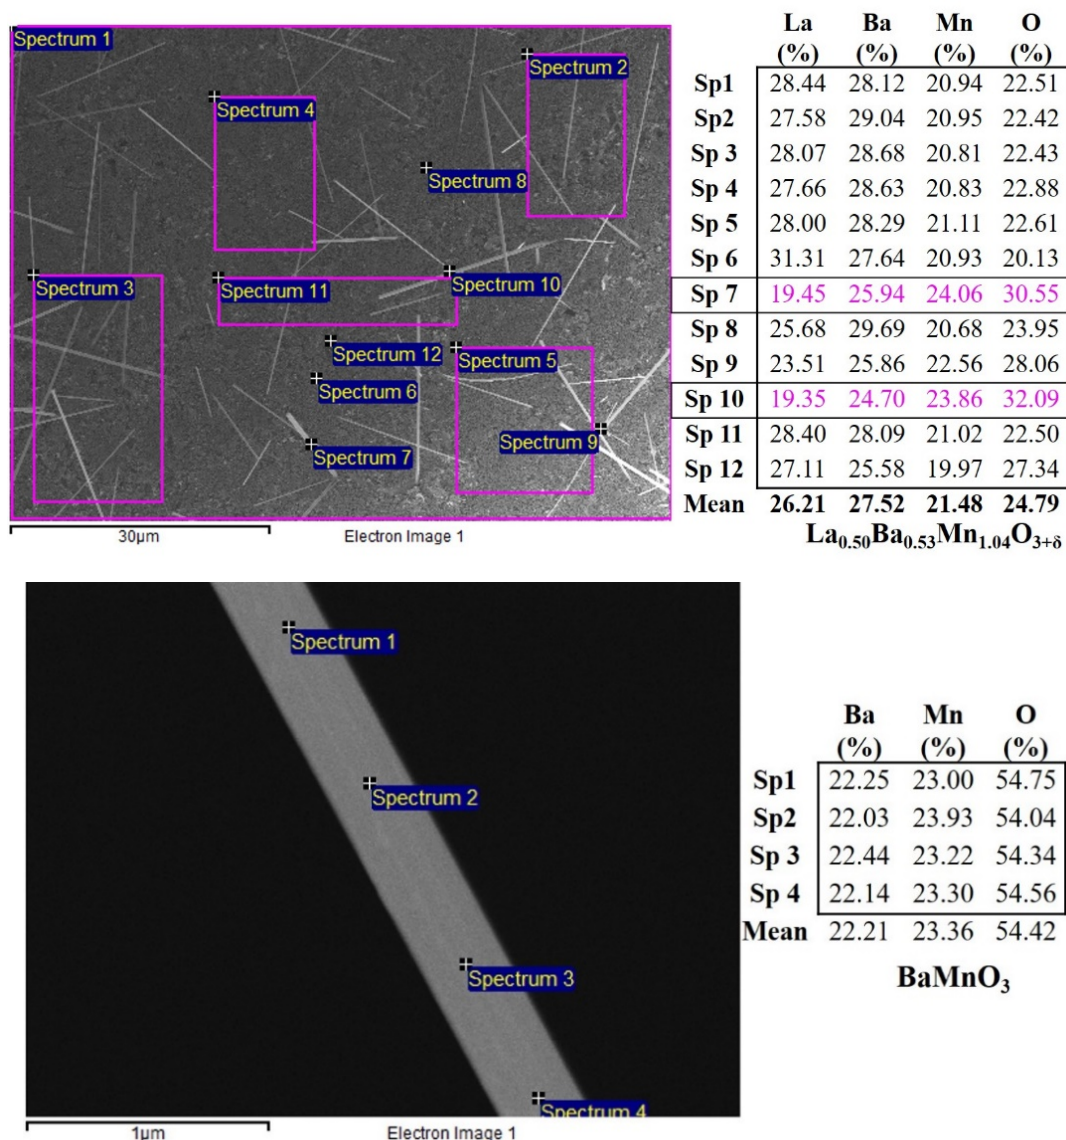 Spectrum 1
Spectrum 2
Spectrum 4
Spectrum 8
Spectrum 3
Spectrum 11
Spectrum 10
Spectrum 12
Spectrum 5
Spectrum 6
Spectrum 9
Spectrum 7
30µm
Electron Image 1
La Ba Mn O
(%) (%) (%) (%)
Sp1 28.44 28.12 20.94 22.51
Sp2 27.58 29.04 20.95 22.42
Sp 3 28.07 28.68 20.81 22.43
Sp 4 27.66 28.63 20.83 22.88
Sp 5 28.00 28.29 21.11 22.61
Sp 6 31.31 27.64 20.93 20.13
Sp 7 19.45 25.94 24.06 30.55
Sp 8 25.68 29.69 20.68 23.95
Sp 9 23.51 25.86 22.56 28.06
Sp 10 19.35 24.70 23.86 32.09
Sp 11 28.40 28.09 21.02 22.50
Sp 12 27.11 25.58 19.97 27.34
Mean 26.21 27.52 21.48 24.79
La₀.₅₀Ba₀.₅₃Mn₁.₀₄O₃₊δ
Spectrum 1
Spectrum 2
Spectrum 3
Spectrum 4
1µm
Electron Image 1
Ba Mn O
(%) (%) (%)
Sp1 22.25 23.00 54.75
Sp2 22.03 23.93 54.04
Sp 3 22.44 23.22 54.34
Sp 4 22.14 23.30 54.56
Mean 22.21 23.36 54.42
BaMnO₃